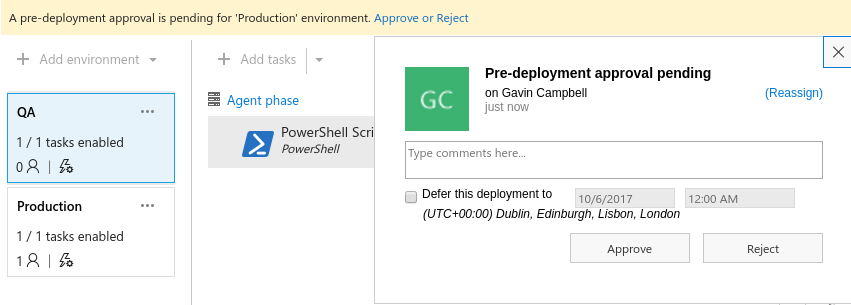 A pre-deployment approval is pending for 'Production' environment. Approve or Reject
Add environment
Add tasks
QA
1 / 1 tasks enabled
0
Production
1 / 1 tasks enabled
1
Agent phase
PowerShell Scri
PowerShell
GC
Pre-deployment approval pending
on Gavin Campbell
(Reassign)
just now
Type comments here...
Defer this deployment to
10/6/2017
12:00 AM
(UTC+00:00) Dublin, Edinburgh, Lisbon, London
Approve
Reject